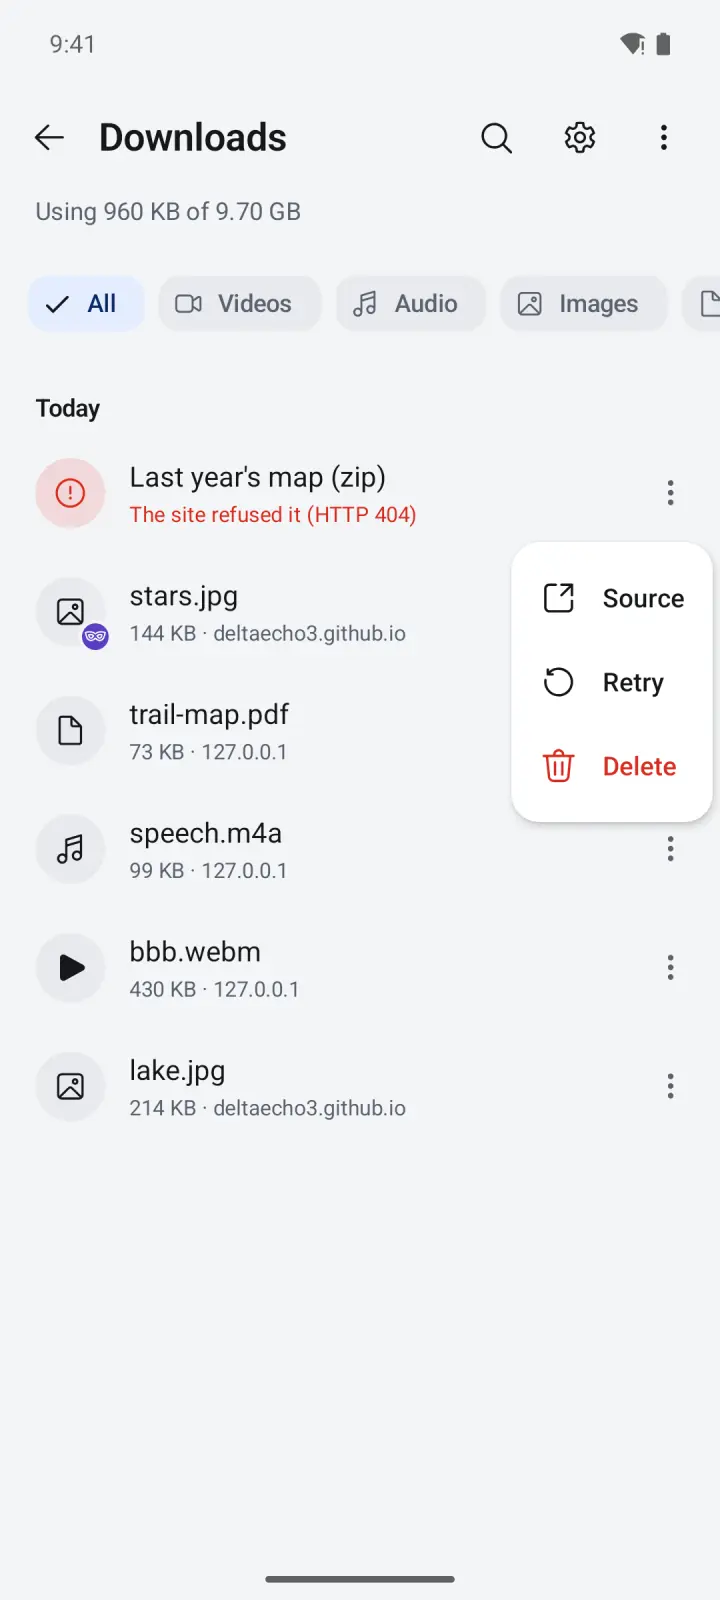 9:41
Downloads
Using 960 KB of 9.70 GB
All
Videos
Audio
Images
Today
Last year's map (zip)
The site refused it (HTTP 404)
Source
Retry
Delete
stars.jpg
144 KB · deltaecho3.github.io
trail-map.pdf
73 KB · 127.0.0.1
speech.m4a
99 KB · 127.0.0.1
bbb.webm
430 KB · 127.0.0.1
lake.jpg
214 KB · deltaecho3.github.io